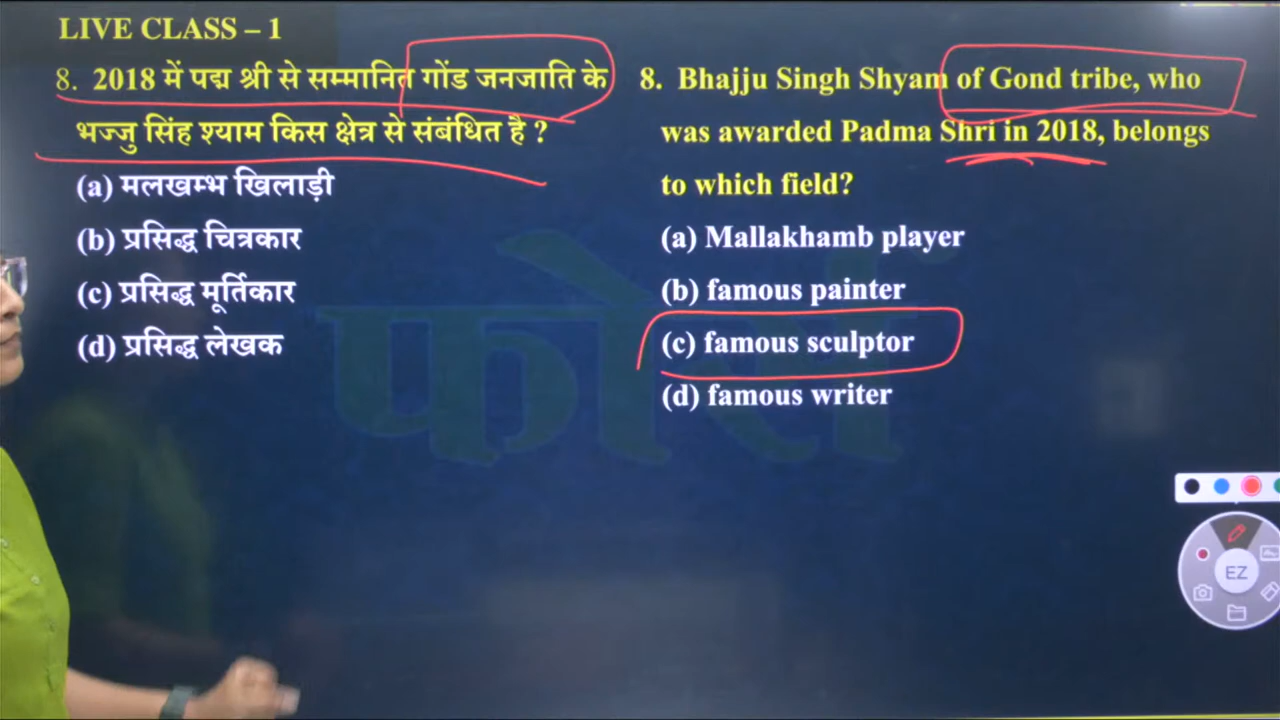 LIVE CLASS – 1
8. 2018 में पद्म श्री से सम्मानित गोंड जनजाति के
भज्जु सिंह श्याम किस क्षेत्र से संबंधित है ?
(a) मलखम्भ खिलाड़ी
(b) प्रसिद्ध चित्रकार
(c) प्रसिद्ध मूर्तिकार
(d) प्रसिद्ध लेखक
8. Bhajju Singh Shyam of Gond tribe, who
was awarded Padma Shri in 2018, belongs
to which field?
(a) Mallakhamb player
(b) famous painter
(c) famous sculptor
(d) famous writer
फोर्स
EZ